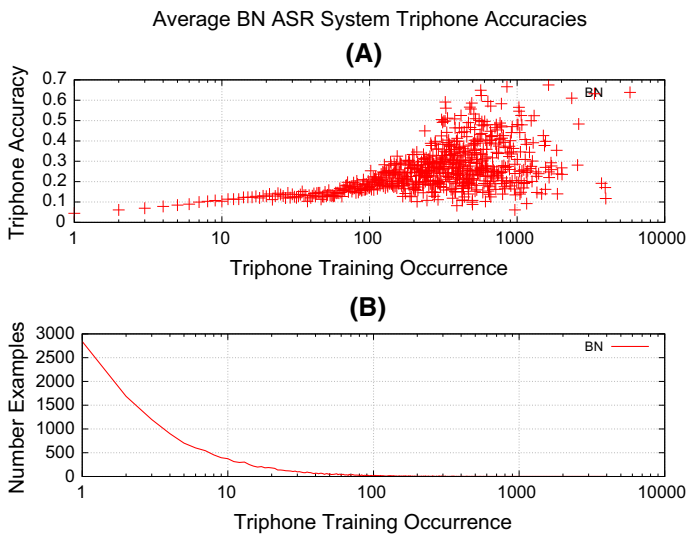 Average BN ASR System Triphone Accuracies
(A)
Triphone Accuracy
0.7
0.6
0.5
0.4
0.3
0.2
0.1
0
BN
1 10 100 1000 10000
Triphone Training Occurrence
(B)
Number Examples
3000
2500
2000
1500
1000
500
0
BN
1 10 100 1000 10000
Triphone Training Occurrence